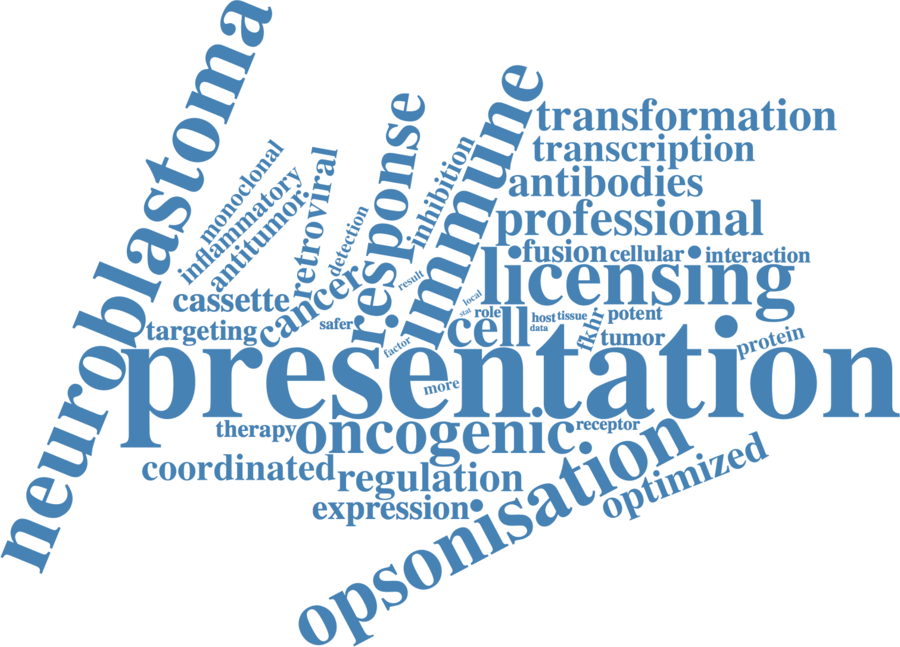 neuroblastoma
monoclonal
inflammatory
antitumor
retroviral
detection
response
inhibition
immune
transformation
transcription
antibodies
professional
fusion
cellular
interaction
licensing
cassette
targeting
cancer
safer
result
local
stat
role
cell
host
tissue
data
fkhr
potent
tumor
protein
factor
presentation
more
therapy
oncogenic
receptor
coordinated
regulation
expression
opsonisation
optimized